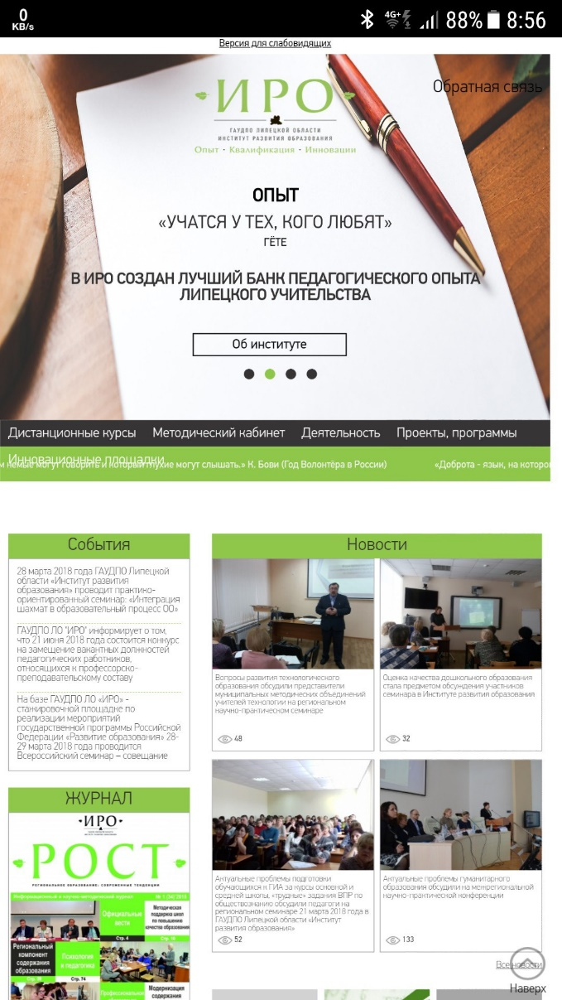 0
KB/s
4G+
88%
8:56
Версия для слабовидящих
Обратная связь
ИРО
ГАУДПО ЛИПЕЦКОЙ ОБЛАСТИ
ИНСТИТУТ РАЗВИТИЯ ОБРАЗОВАНИЯ
Опыт · Квалификация · Инновации
ОПЫТ
«УЧАТСЯ У ТЕХ, КОГО ЛЮБЯТ»
ГЁТЕ
В ИРО СОЗДАН ЛУЧШИЙ БАНК ПЕДАГОГИЧЕСКОГО ОПЫТА
ЛИПЕЦКОГО УЧИТЕЛЬСТВА
Об институте
Дистанционные курсы Методический кабинет Деятельность Проекты, программы
Инновационные площадки
м немые могут говорить и который глухие могут слышать.» К. Бови (Год Волонтёра в России) «Доброта - язык, на которо
События
28 марта 2018 года ГАУДПО Липецкой
области «Институт развития
образования» проводит практико-
ориентированный семинар: «Интеграция
шахмат в образовательный процесс ОО»
ГАУДПО ЛО "ИРО" информирует о том,
что 21 июня 2018 года состоится конкурс
на замещение вакантных должностей
педагогических работников,
относящихся к профессорско-
преподавательскому составу
На базе ГАУДПО ЛО «ИРО» -
стажировочной площадке по
реализации мероприятий
государственной программы Российской
Федерации «Развитие образования» 28-
29 марта 2018 года проводится
Всероссийский семинар – совещание
Новости
Вопросы развития технологического
образования обсудили представители
муниципальных методических объединений
учителей технологии на региональном
научно-практическом семинаре
48
Оценка качества дошкольного образования
стала предметом обсуждения участников
семинара в Институте развития образования
32
Актуальные проблемы подготовки
обучающихся к ГИА за курсы основной и
средней школы, «трудные» задания ВПР по
обществознанию обсудили педагоги на
региональном семинаре 21 марта 2018 года в
ГАУДПО Липецкой области «Институт
развития образования»
52
Актуальные проблемы гуманитарного
образования обсудили на межрегиональной
научно-практической конференции
133
Все новости
Наверх
ЖУРНАЛ
ИРО
РОСТ
РЕГИОНАЛЬНОЕ ОБРАЗОВАНИЕ: СОВРЕМЕННЫЕ ТЕНДЕНЦИИ
Информационный и научно-методический журнал № 1 (34) 2018
Официальные
вести
Стр. 4
Методическая
поддержка школ
по повышению
качества образования
Региональный
компонент
содержания
образования
Психология
и педагогика
Стр. 74
Профессиональное
Модернизация
содержания